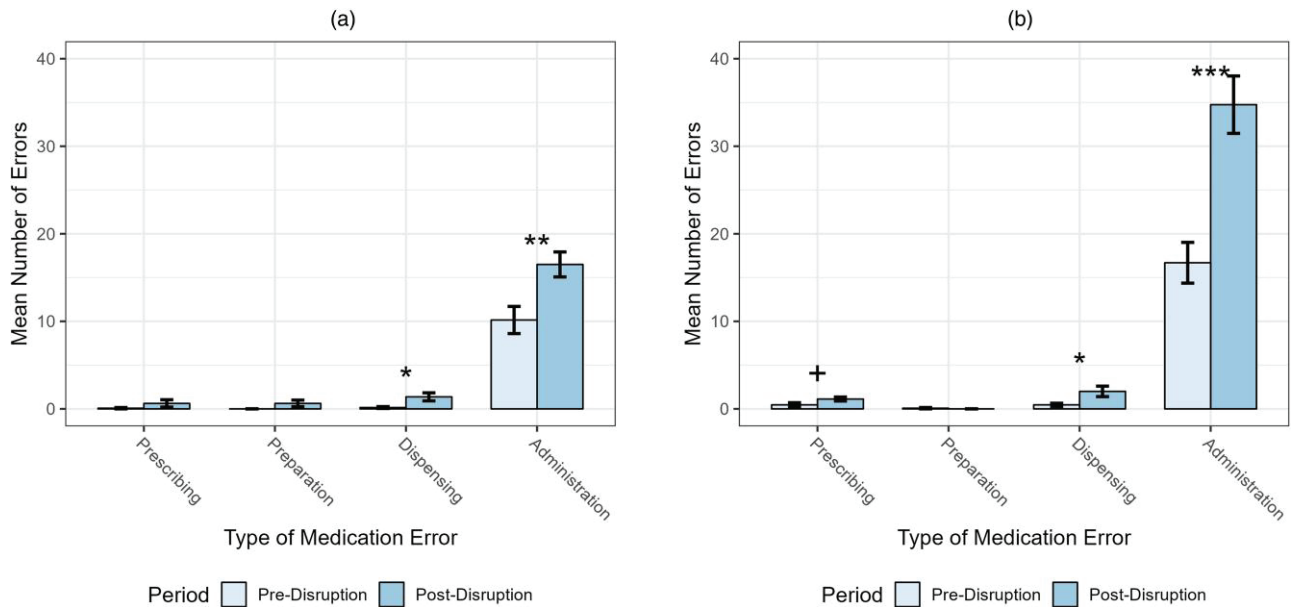 (a)
40
30
20
10
0
Mean Number of Errors
*
**
Prescribing
Preparation
Dispensing
Administration
Type of Medication Error
Period Pre-Disruption Post-Disruption
(b)
40
30
20
10
0
Mean Number of Errors
+
*
***
Prescribing
Preparation
Dispensing
Administration
Type of Medication Error
Period Pre-Disruption Post-Disruption